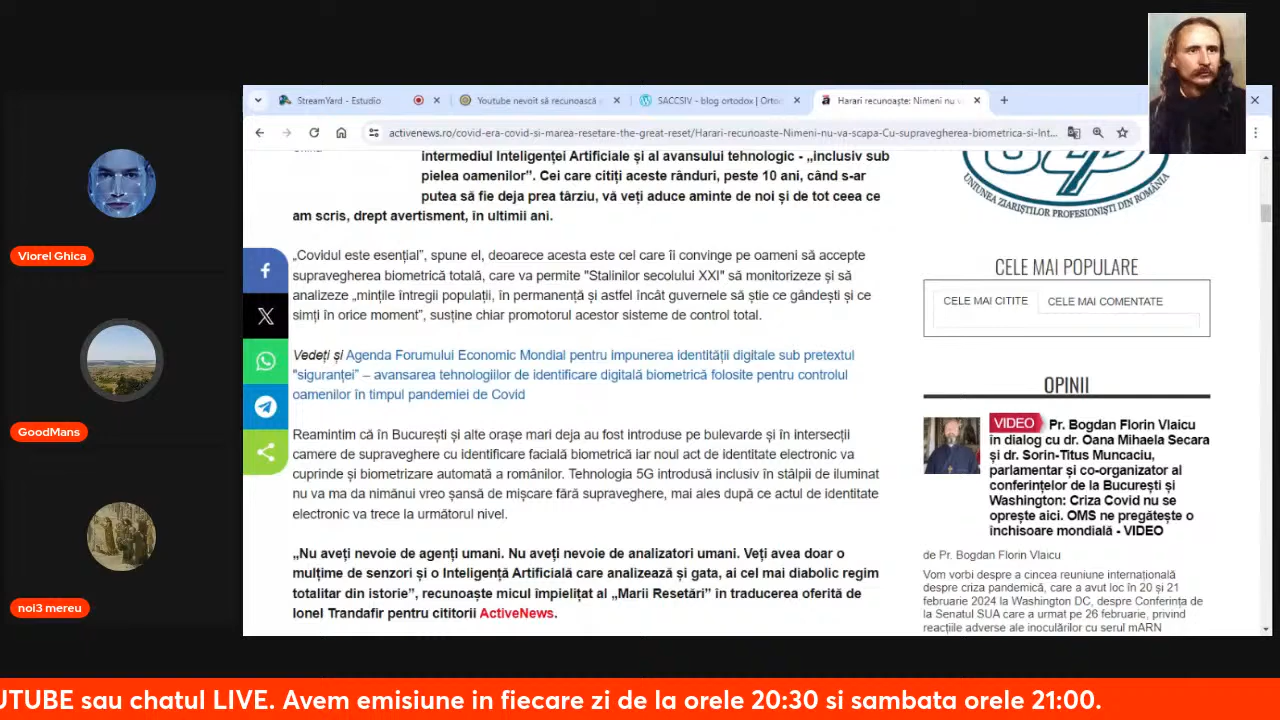 StreamYard - Estudio
Youtube nevoit să recunoască
SACCSIV - blog ortodox | Orto
Harari recunoaște: Nimeni nu v
activenews.ro/covid-era-covid-si-marea-resetare-the-great-reset/Harari-recunoaste-Nimeni-nu-va-scapa-Cu-supravegherea-biometrica-si-Int...
intermediul Inteligenței Artificiale și al avansului tehnologic - „inclusiv sub
pielea oamenilor”. Cei care citiți aceste rânduri, peste 10 ani, când s-ar
putea să fie deja prea târziu, vă veți aduce aminte de noi și de tot ceea ce
am scris, drept avertisment, în ultimii ani.
„Covidul este esențial”, spune el, deoarece acesta este cel care îi convinge pe oameni să accepte
supravegherea biometrică totală, care va permite "Stalinilor secolului XXI" să monitorizeze și să
analizeze „mințile întregii populații, în permanență și astfel încât guvernele să știe ce gândești și ce
simți în orice moment”, susține chiar promotorul acestor sisteme de control total.
Vedeți și Agenda Forumului Economic Mondial pentru impunerea identității digitale sub pretextul
"siguranței” – avansarea tehnologiilor de identificare digitală biometrică folosite pentru controlul
oamenilor în timpul pandemiei de Covid
Reamintim că în București și alte orașe mari deja au fost introduse pe bulevarde și în intersecții
camere de supraveghere cu identificare facială biometrică iar noul act de identitate electronic va
cuprinde și biometrizare automată a românilor. Tehnologia 5G introdusă inclusiv în stâlpii de iluminat
nu va ma da nimănui vreo șansă de mișcare fără supraveghere, mai ales după ce actul de identitate
electronic va trece la următorul nivel.
„Nu aveți nevoie de agenți umani. Nu aveți nevoie de analizatori umani. Veți avea doar o
mulțime de senzori și o Inteligență Artificială care analizează și gata, ai cel mai diabolic regim
totalitar din istorie”, recunoaște micul împielițat al „Marii Resetări” în traducerea oferită de
Ionel Trandafir pentru cititorii ActiveNews.
UNIUNEA ZIARIȘTILOR PROFESIONIȘTI DIN ROMÂNIA
CELE MAI POPULARE
CELE MAI CITITE CELE MAI COMENTATE
OPINII
VIDEO Pr. Bogdan Florin Vlaicu
în dialog cu dr. Oana Mihaela Secara
și dr. Sorin-Titus Muncaciu,
parlamentar și co-organizator al
conferințelor de la București și
Washington: Criza Covid nu se
oprește aici. OMS ne pregătește o
închisoare mondială - VIDEO
de Pr. Bogdan Florin Vlaicu
Vom vorbi despre a cincea reuniune internațională
despre criza pandemică, care a avut loc în 20 și 21
februarie 2024 la Washington DC, despre Conferința de
la Senatul SUA care a urmat pe 26 februarie, privind
reacțiile adverse ale inoculărilor cu serul mARN
Viorel Ghica
GoodMans
noi3 mereu
UTUBE sau chatul LIVE. Avem emisiune in fiecare zi de la orele 20:30 si sambata orele 21:00.